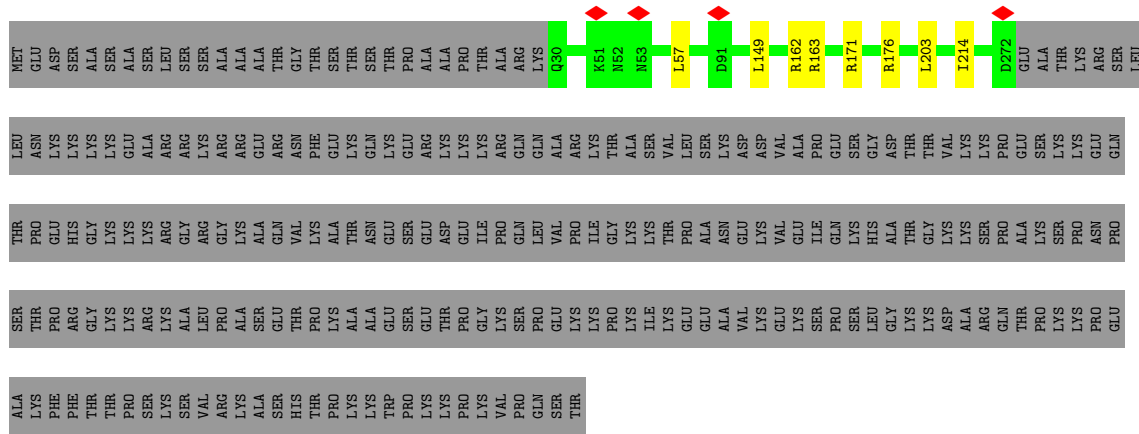 MET GLU ASP SER SER ALA SER ALA SER LEU SER SER ALA ALA ALA THR GLY THR SER THR SER THR PRO ALA ALA PRO THR ALA ARG LYS Q30 K51 N52 N53 L57 D91 L149 R162 R163 R171 R176 L203 I214 D272 GLU ALA THR LYS ARG SER LEU
LEU ASN LYS LYS LYS LYS GLU ALA ARG ARG LYS ARG ARG GLU ARG ASN PHE GLU LYS GLN LYS GLU ARG LYS LYS LYS ARG GLN GLN ALA ARG LYS THR ALA SER VAL LEU SER LYS ASP ASP VAL ALA PRO GLU SER GLY ASP THR THR VAL LYS LYS PRO GLU SER LYS LYS GLU GLN
THR PRO GLU HIS GLY LYS LYS LYS ARG GLY ARG GLY LYS ALA GLN VAL LYS ALA THR ASN GLU SER GLU ASP GLU ILE PRO GLN LEU VAL PRO ILE GLY LYS LYS THR PRO ALA ASN GLU LYS VAL GLU ILE GLN LYS HIS ALA THR GLY LYS LYS SER PRO ALA LYS SER PRO ASN PRO
SER THR PRO ARG GLY LYS LYS ARG LYS ALA LEU PRO ALA SER GLU THR PRO LYS ALA ALA GLU SER GLU THR PRO GLY LYS SER PRO GLU LYS LYS PRO LYS ILE LYS GLU GLU ALA VAL LYS GLU LYS SER PRO SER LEU GLY LYS LYS ASP ALA ARG GLN THR PRO LYS LYS PRO GLU
ALA LYS PHE PHE THR THR PRO SER LYS SER VAL ARG LYS ALA SER HIS THR PRO LYS LYS TRP PRO LYS LYS PRO LYS VAL PRO GLN SER THR